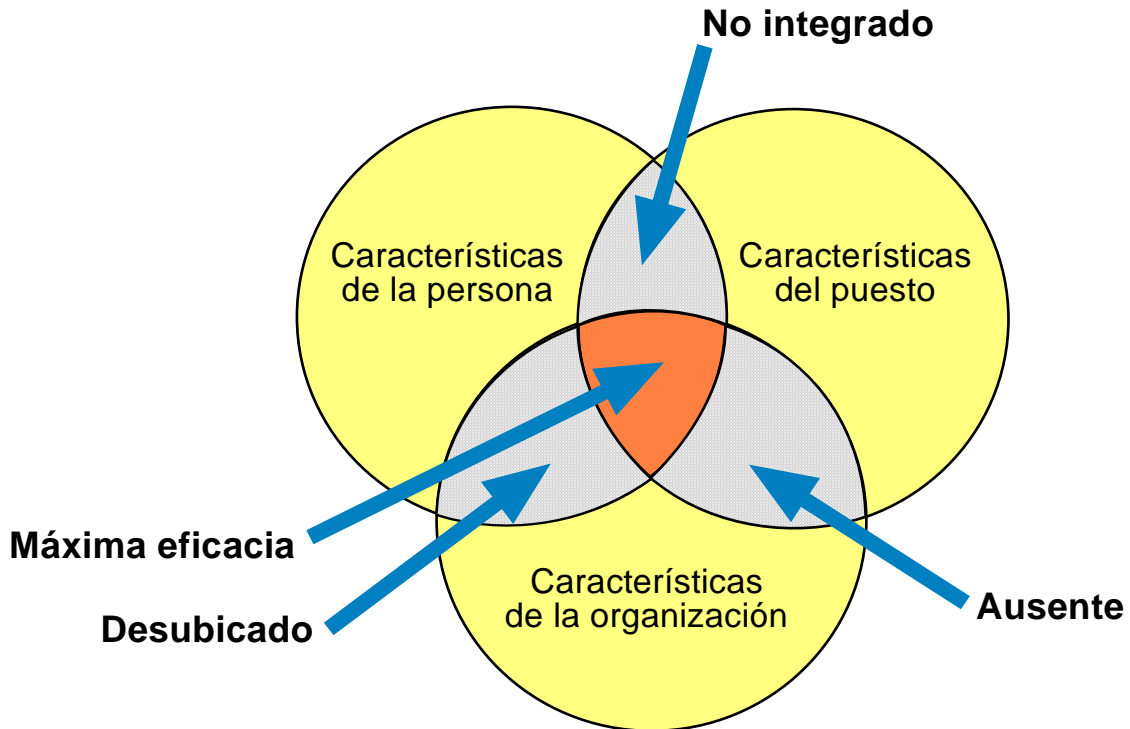 No integrado
Características
de la persona
Características
del puesto
Máxima eficacia
Desubicado
Características
de la organización
Ausente